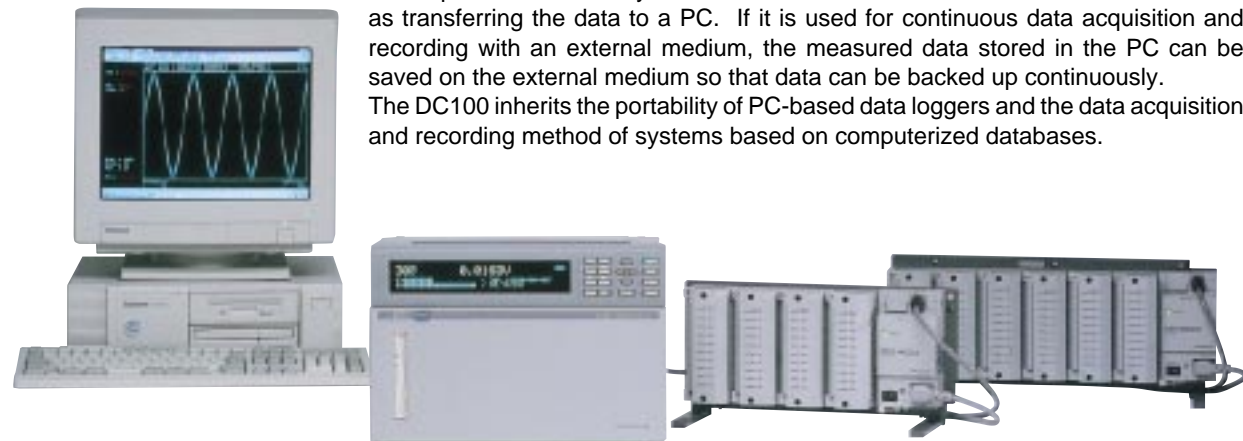 as transferring the data to a PC. If it is used for continuous data acquisition and
recording with an external medium, the measured data stored in the PC can be
saved on the external medium so that data can be backed up continuously.
The DC100 inherits the portability of PC-based data loggers and the data acquisition
and recording method of systems based on computerized databases.
0.0163V